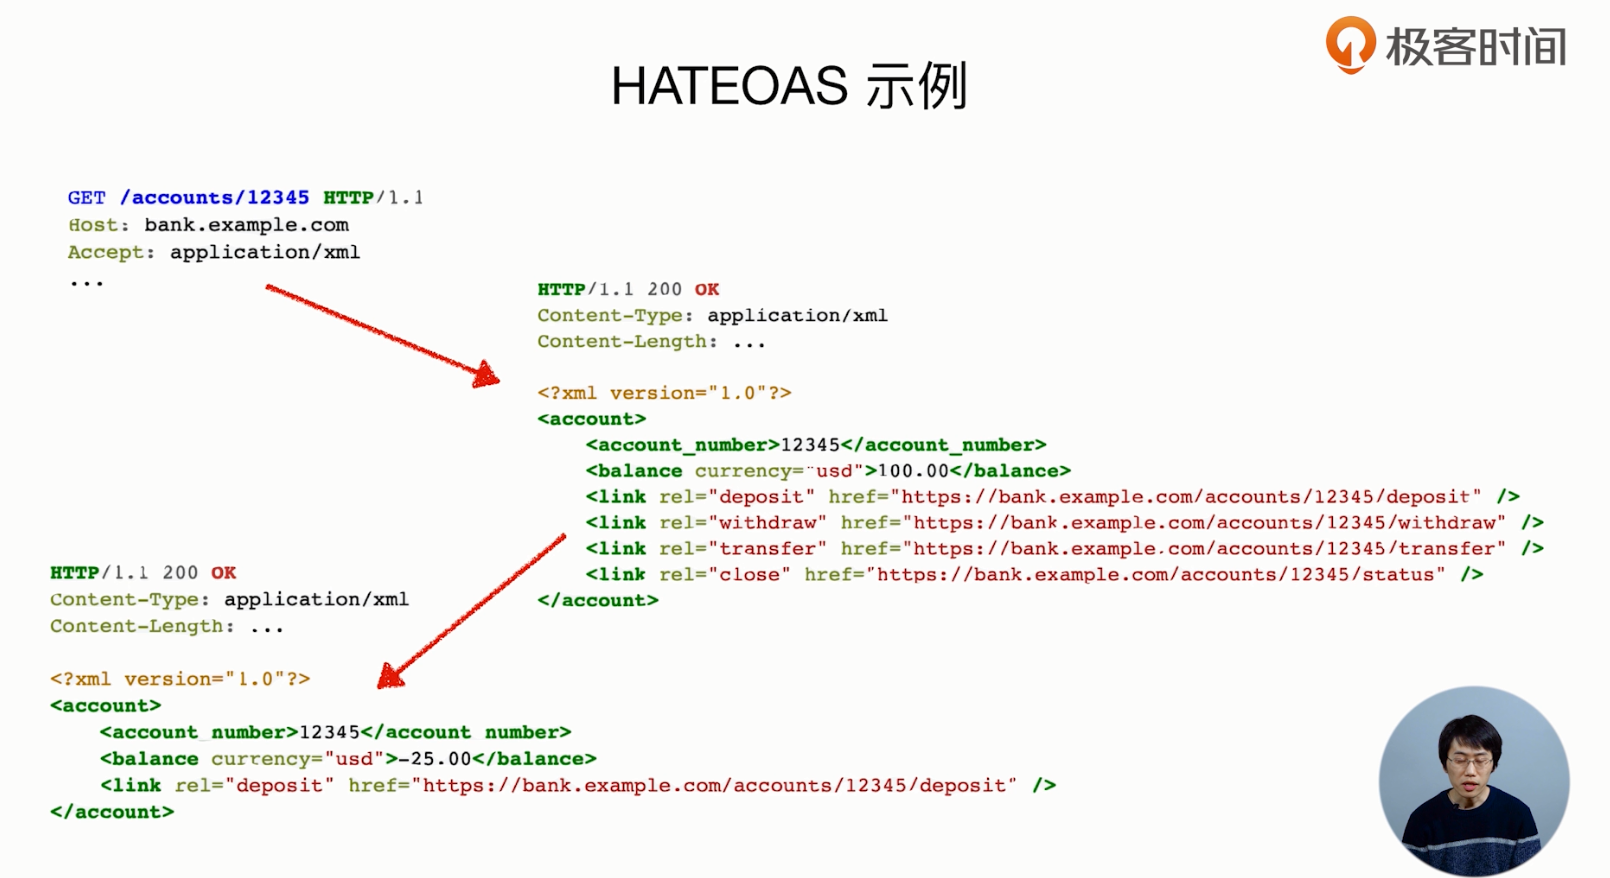 极客时间
HATEOAS 示例
GET /accounts/12345 HTTP/1.1
Host: bank.example.com
Accept: application/xml
...
HTTP/1.1 200 OK
Content-Type: application/xml
Content-Length: ...
<?xml version="1.0"?>
<account>
<account_number>12345</account_number>
<balance currency="usd">100.00</balance>
<link rel="deposit" href="https://bank.example.com/accounts/12345/deposit" />
<link rel="withdraw" href="https://bank.example.com/accounts/12345/withdraw" />
<link rel="transfer" href="https://bank.example.com/accounts/12345/transfer" />
<link rel="close" href="https://bank.example.com/accounts/12345/status" />
</account>
HTTP/1.1 200 OK
Content-Type: application/xml
Content-Length: ...
<?xml version="1.0"?>
<account>
<account_number>12345</account_number>
<balance currency="usd">-25.00</balance>
<link rel="deposit" href="https://bank.example.com/accounts/12345/deposit" />
</account>